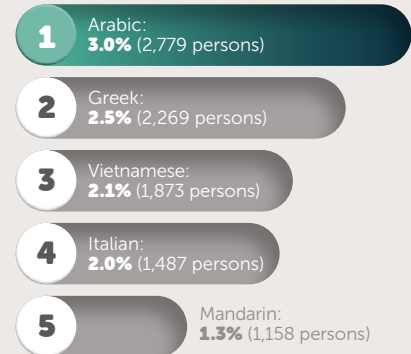 1
Arabic:
3.0% (2,779 persons)
2
Greek:
2.5% (2,269 persons)
3
Vietnamese:
2.1% (1,873 persons)
4
Italian:
2.0% (1,487 persons)
5
Mandarin:
1.3% (1,158 persons)